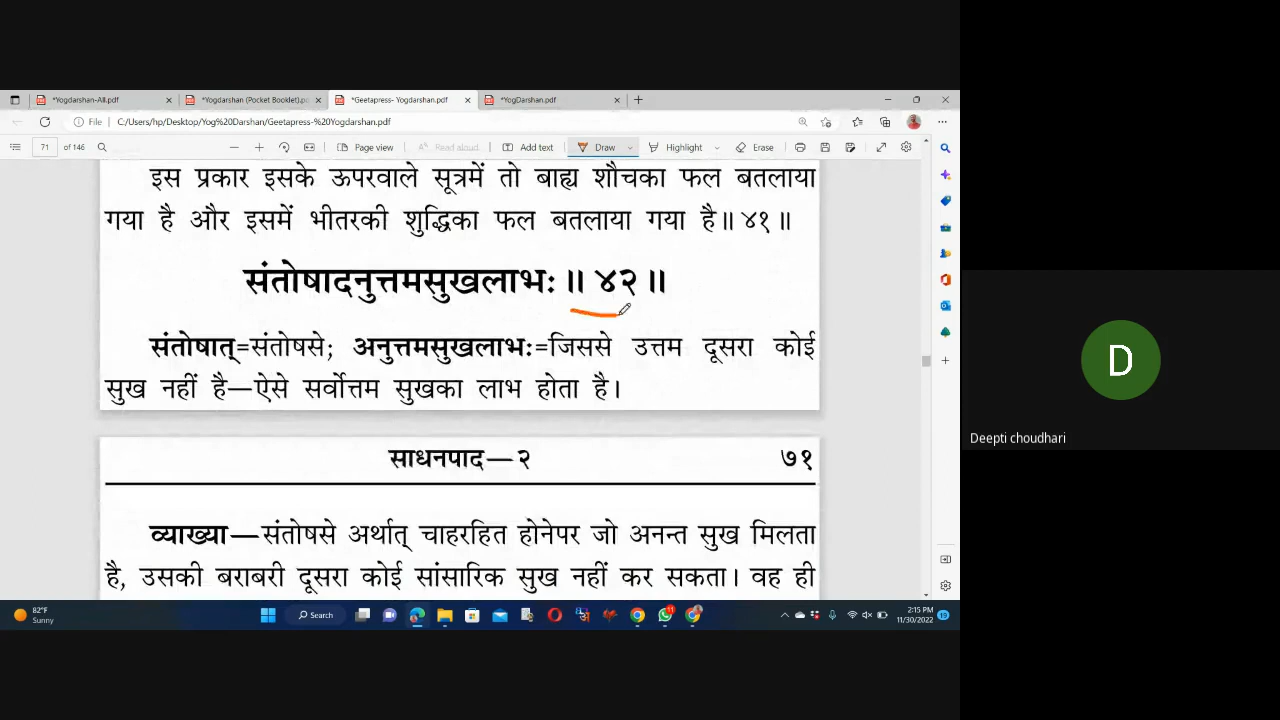 *Yogdarshan-All.pdf
*Yogdarshan (Pocket Booklet).pd
*Geetapress- Yogdarshan.pdf
*YogDarshan.pdf
File | C:/Users/hp/Desktop/Yog%20Darshan/Geetapress-%20Yogdarshan.pdf
71 of 146
Page view
Read aloud
Add text
Draw
Highlight
Erase
इस प्रकार इसके ऊपरवाले सूत्रमें तो बाह्य शौचका फल बतलाया
गया है और इसमें भीतरकी शुद्धिका फल बतलाया गया है॥ ४१॥
संतोषादनुत्तमसुखलाभः॥ ४२॥
संतोषात्=संतोषसे; अनुत्तमसुखलाभः=जिससे उत्तम दूसरा कोई
सुख नहीं है—ऐसे सर्वोत्तम सुखका लाभ होता है।
साधनपाद—२ ७१
व्याख्या—संतोषसे अर्थात् चाहरहित होनेपर जो अनन्त सुख मिलता
है, उसकी बराबरी दूसरा कोई सांसारिक सुख नहीं कर सकता। वह ही
D
Deepti choudhari
82°F
Sunny
Search
11
2:15 PM
11/30/2022
19